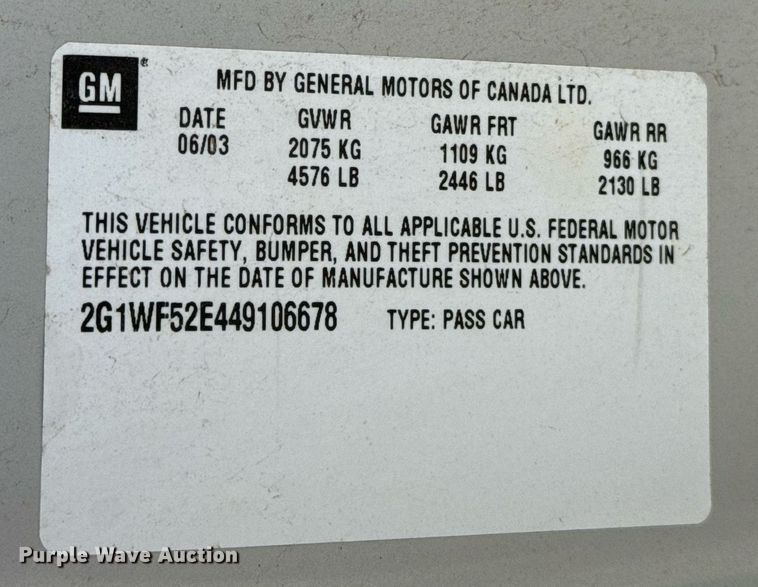 GM®
MFD BY GENERAL MOTORS OF CANADA LTD.
DATE GVWR GAWR FRT GAWR RR
06/03 2075 KG 1109 KG 966 KG
4576 LB 2446 LB 2130 LB
THIS VEHICLE CONFORMS TO ALL APPLICABLE U.S. FEDERAL MOTOR
VEHICLE SAFETY, BUMPER, AND THEFT PREVENTION STANDARDS IN
EFFECT ON THE DATE OF MANUFACTURE SHOWN ABOVE.
2G1WF52E449106678 TYPE: PASS CAR
Purple Wave Auction